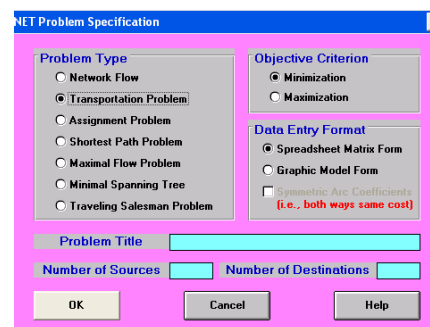 NET Problem Specification
Problem Type
Network Flow
Transportation Problem
Assignment Problem
Shortest Path Problem
Maximal Flow Problem
Minimal Spanning Tree
Traveling Salesman Problem
Objective Criterion
Minimization
Maximization
Data Entry Format
Spreadsheet Matrix Form
Graphic Model Form
Symmetric Arc Coefficients
(i.e., both ways same cost)
Problem Title
Number of Sources
Number of Destinations
OK
Cancel
Help